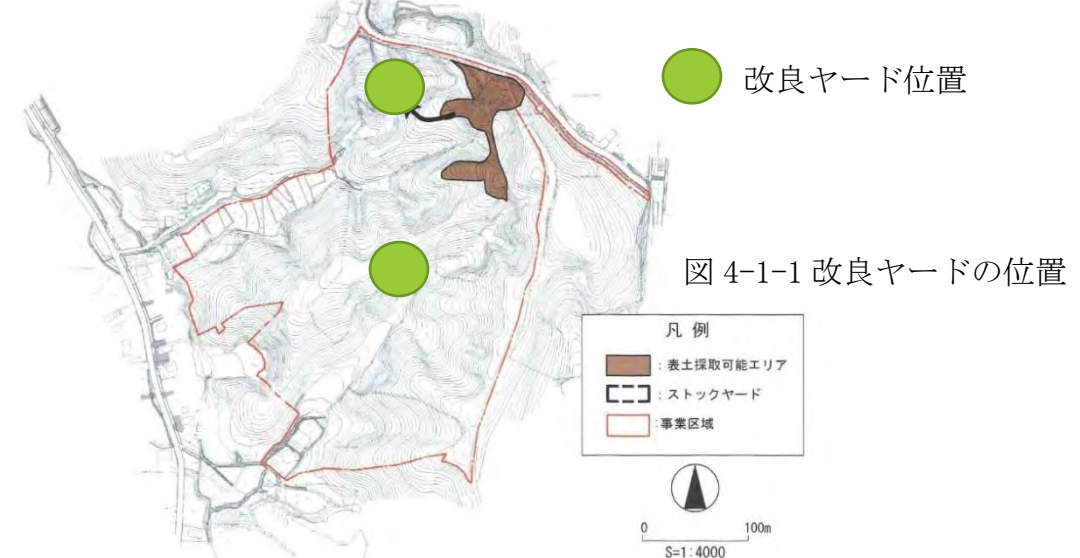 改良ヤード位置
図 4-1-1 改良ヤードの位置
凡 例
：表土採取可能エリア
：ストックヤード
：事業区域
0 100m
S=1:4000